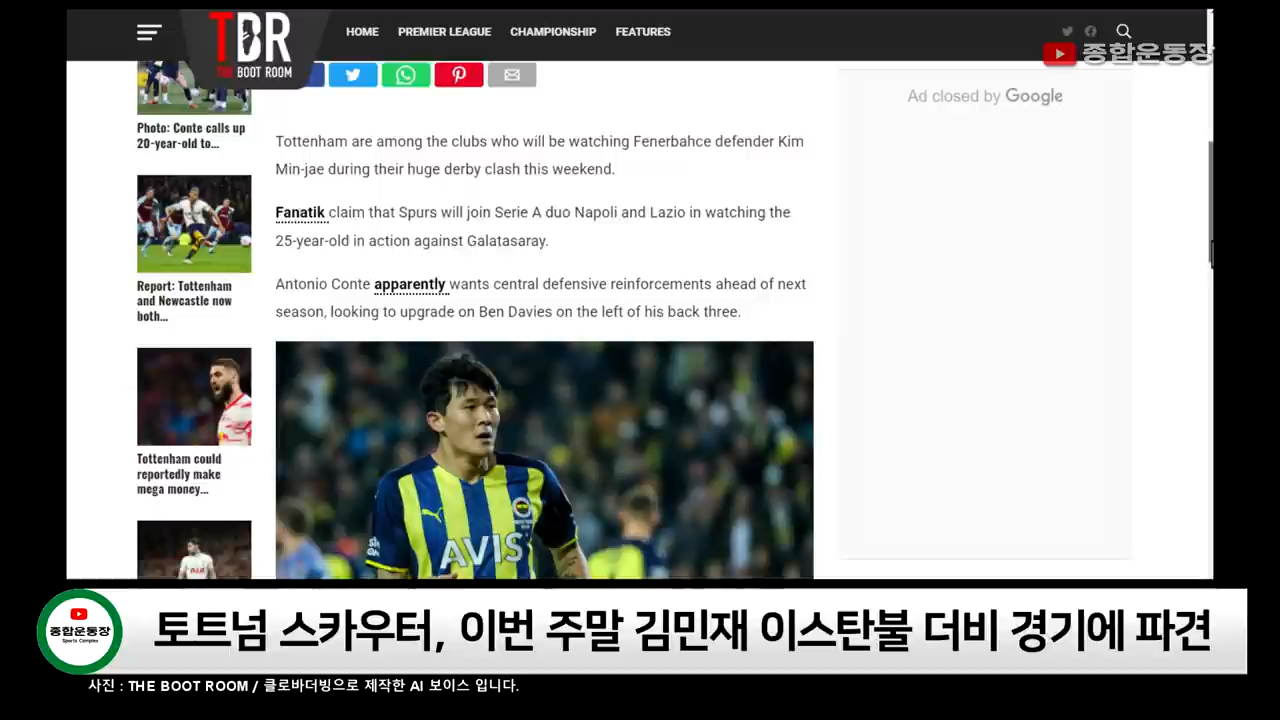 TBR
THE BOOT ROOM
HOME PREMIER LEAGUE CHAMPIONSHIP FEATURES
종합운동장
Ad closed by Google
Photo: Conte calls up
20-year-old to...
Report: Tottenham
and Newcastle now
both...
Tottenham could
reportedly make
mega money...
Tottenham are among the clubs who will be watching Fenerbahce defender Kim
Min-jae during their huge derby clash this weekend.
Fanatik claim that Spurs will join Serie A duo Napoli and Lazio in watching the
25-year-old in action against Galatasaray.
Antonio Conte apparently wants central defensive reinforcements ahead of next
season, looking to upgrade on Ben Davies on the left of his back three.
AVIS
종합운동장
Sports Complex
토트넘 스카우터, 이번 주말 김민재 이스탄불 더비 경기에 파견
사진 : THE BOOT ROOM / 클로바더빙으로 제작한 AI 보이스 입니다.